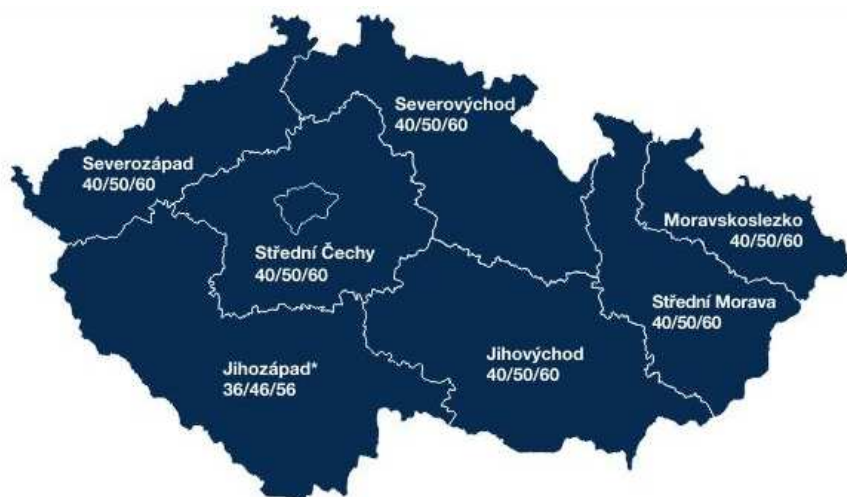 Severovýchod
40/50/60
Severozápad
40/50/60
Moravskoslezko
40/50/60
Střední Čechy
40/50/60
Střední Morava
40/50/60
Jihovýchod
40/50/60
Jihozápad*
36/46/56